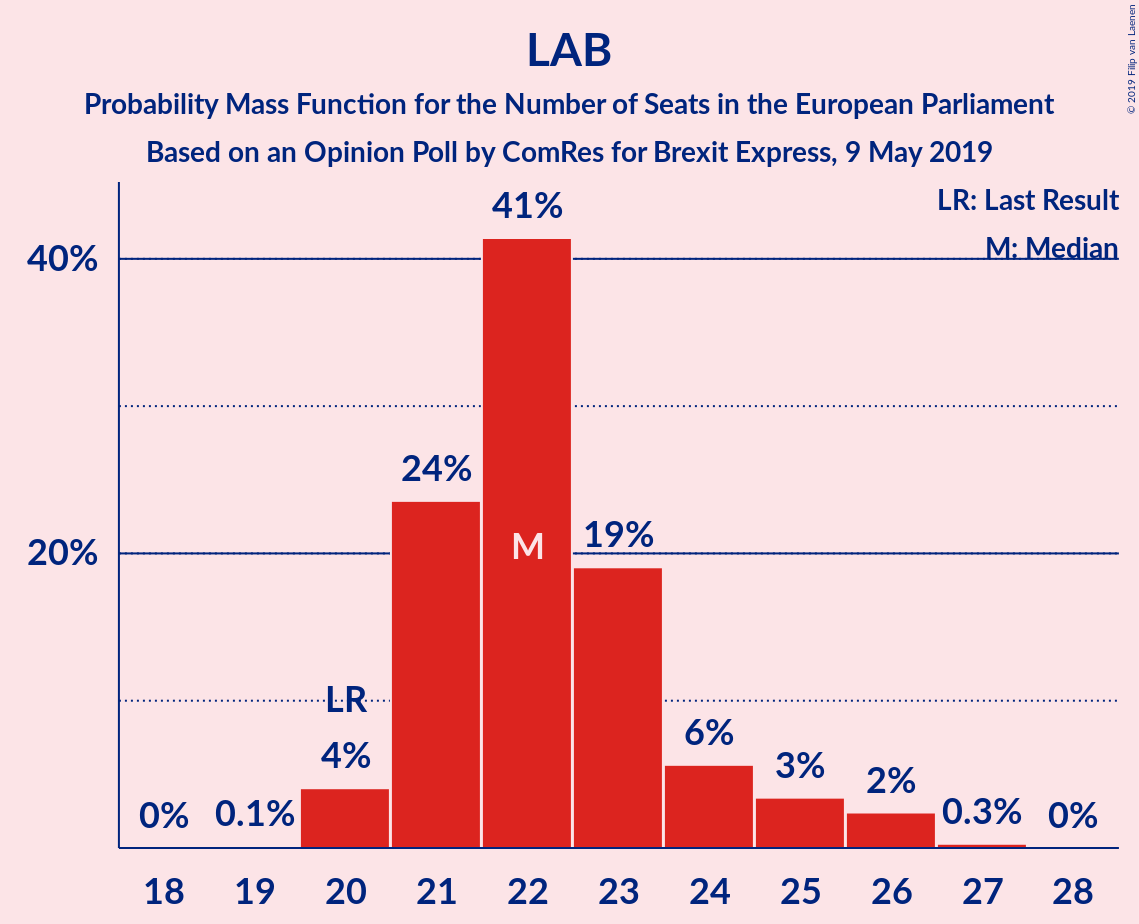 LAB
Probability Mass Function for the Number of Seats in the European Parliament
Based on an Opinion Poll by ComRes for Brexit Express, 9 May 2019
© 2019 Filip van Laenen
LR: Last Result
M: Median
40%
20%
0%
0.1%
LR
4%
24%
41%
M
19%
6%
3%
2%
0.3%
0%
18 19 20 21 22 23 24 25 26 27 28